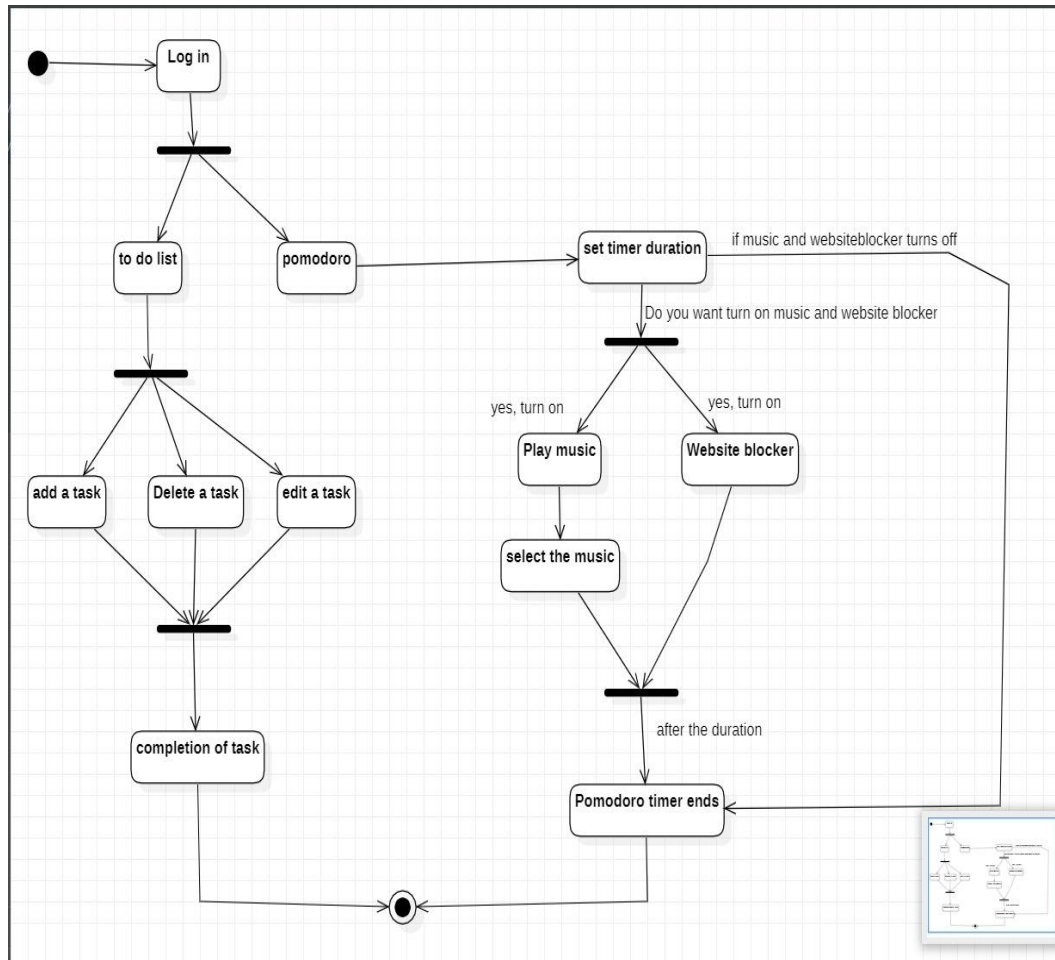 Log in
to do list
pomodoro
set timer duration
if music and websiteblocker turns off
Do you want turn on music and website blocker
yes, turn on
yes, turn on
Play music
Website blocker
add a task
Delete a task
edit a task
select the music
completion of task
after the duration
Pomodoro timer ends